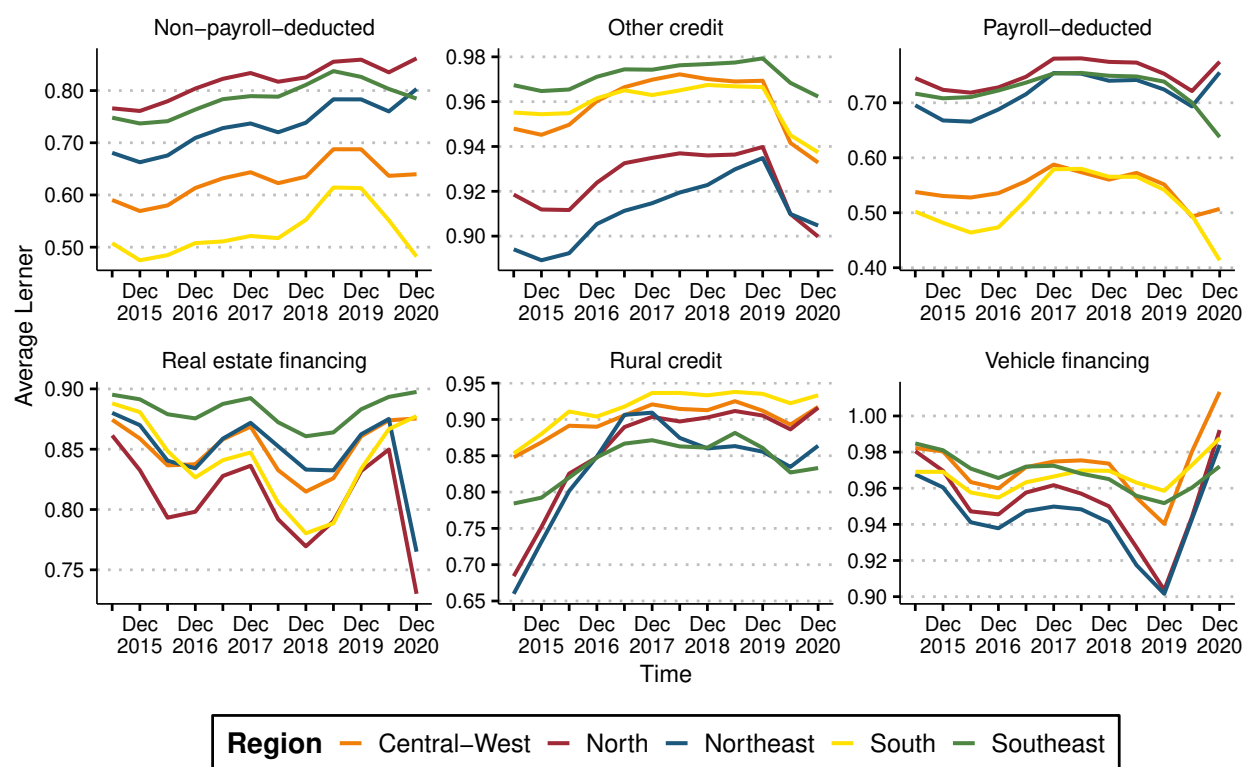 Non−payroll−deducted
Other credit
Payroll−deducted
0.80
0.70
0.60
0.50
0.98
0.96
0.94
0.92
0.90
0.70
0.60
0.50
0.40
Dec Dec Dec Dec Dec Dec
2015 2016 2017 2018 2019 2020
Dec Dec Dec Dec Dec Dec
2015 2016 2017 2018 2019 2020
Dec Dec Dec Dec Dec Dec
2015 2016 2017 2018 2019 2020
Average Lerner
Real estate financing
Rural credit
Vehicle financing
0.90
0.85
0.80
0.75
0.95
0.90
0.85
0.80
0.75
0.70
0.65
1.00
0.98
0.96
0.94
0.92
0.90
Dec Dec Dec Dec Dec Dec
2015 2016 2017 2018 2019 2020
Dec Dec Dec Dec Dec Dec
2015 2016 2017 2018 2019 2020
Dec Dec Dec Dec Dec Dec
2015 2016 2017 2018 2019 2020
Time
Region Central−West North Northeast South Southeast